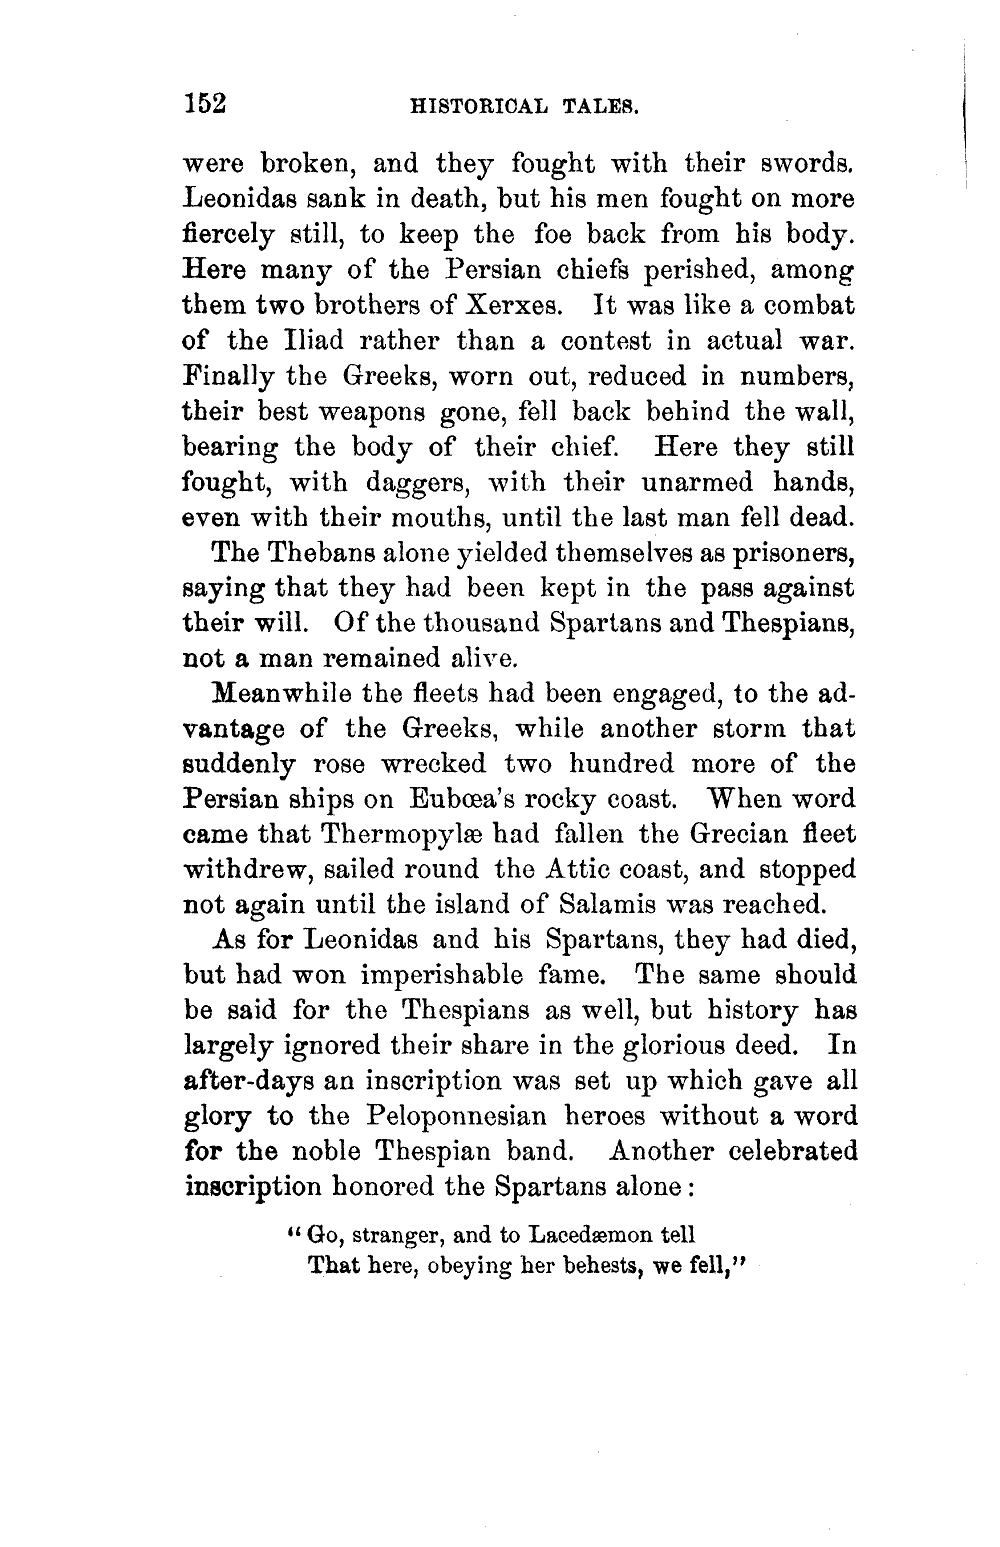 152 HISTORICAL TALES.
were broken, and they fought with their swords.
Leonidas sank in death, but his men fought on more
fiercely still, to keep the foe back from his body.
Here many of the Persian chiefs perished, among
them two brothers of Xerxes. It was like a combat
of the Iliad rather than a contest in actual war.
Finally the Greeks, worn out, reduced in numbers,
their best weapons gone, fell back behind the wall,
bearing the body of their chief. Here they still
fought, with daggers, with their unarmed hands,
even with their mouths, until the last man fell dead.
The Thebans alone yielded themselves as prisoners,
saying that they had been kept in the pass against
their will. Of the thousand Spartans and Thespians,
not a man remained alive.
Meanwhile the fleets had been engaged, to the ad-
vantage of the Greeks, while another storm that
suddenly rose wrecked two hundred more of the
Persian ships on Eubœa's rocky coast. When word
came that Thermopylæ had fallen the Grecian fleet
withdrew, sailed round the Attic coast, and stopped
not again until the island of Salamis was reached.
As for Leonidas and his Spartans, they had died,
but had won imperishable fame. The same should
be said for the Thespians as well, but history has
largely ignored their share in the glorious deed. In
after-days an inscription was set up which gave all
glory to the Peloponnesian heroes without a word
for the noble Thespian band. Another celebrated
inscription honored the Spartans alone:
"Go, stranger, and to Lacedæmon tell
That here, obeying her behests, we fell,"